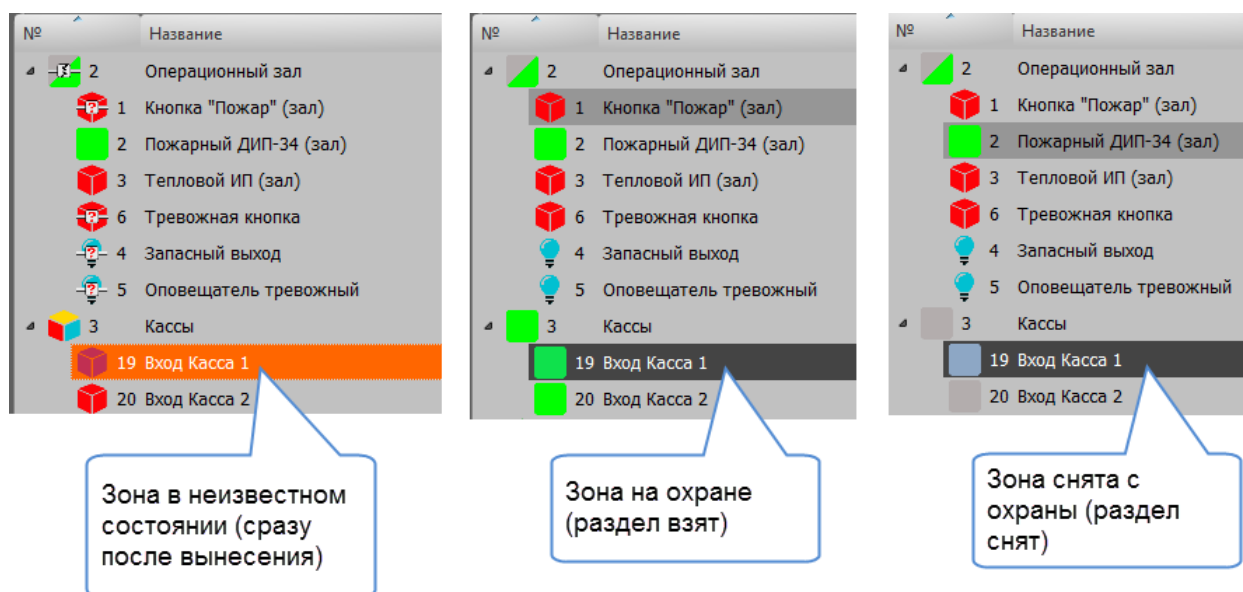 № Название
2 Операционный зал
1 Кнопка "Пожар" (зал)
2 Пожарный ДИП-34 (зал)
3 Тепловой ИП (зал)
6 Тревожная кнопка
4 Запасный выход
5 Оповещатель тревожный
3 Кассы
19 Вход Касса 1
20 Вход Касса 2
Зона в неизвестном
состоянии (сразу
после вынесения)
№ Название
2 Операционный зал
1 Кнопка "Пожар" (зал)
2 Пожарный ДИП-34 (зал)
3 Тепловой ИП (зал)
6 Тревожная кнопка
4 Запасный выход
5 Оповещатель тревожный
3 Кассы
19 Вход Касса 1
20 Вход Касса 2
Зона на охране
(раздел взят)
№ Название
2 Операционный зал
1 Кнопка "Пожар" (зал)
2 Пожарный ДИП-34 (зал)
3 Тепловой ИП (зал)
6 Тревожная кнопка
4 Запасный выход
5 Оповещатель тревожный
3 Кассы
19 Вход Касса 1
20 Вход Касса 2
Зона снята с
охраны (раздел
снят)